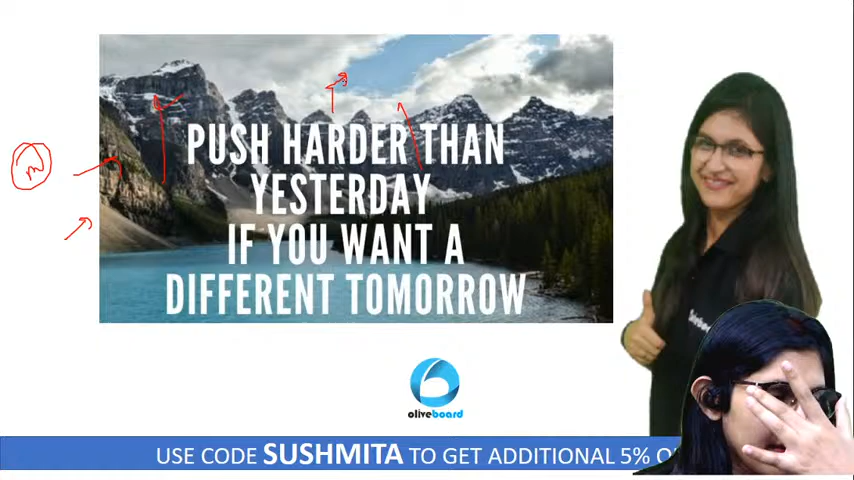 PUSH HARDER THAN
YESTERDAY
IF YOU WANT A
DIFFERENT TOMORROW
oliveboard
USE CODE SUSHMITA TO GET ADDITIONAL 5%